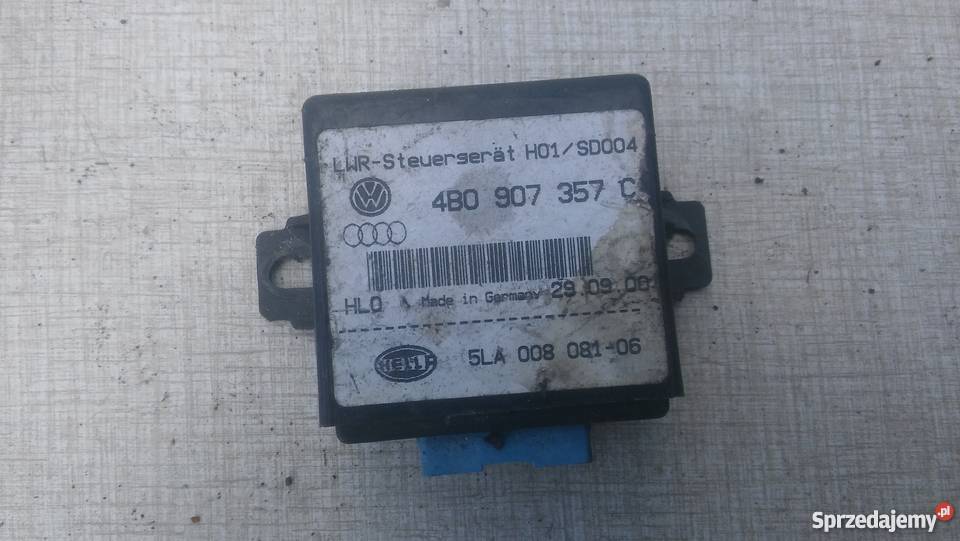 LWR-Steuergerät H01/SD004
4B0 907 357 C
HLO Made in Germany 29.09.00
HELLA
5LA 008 081-06
Sprzedajemy.pl